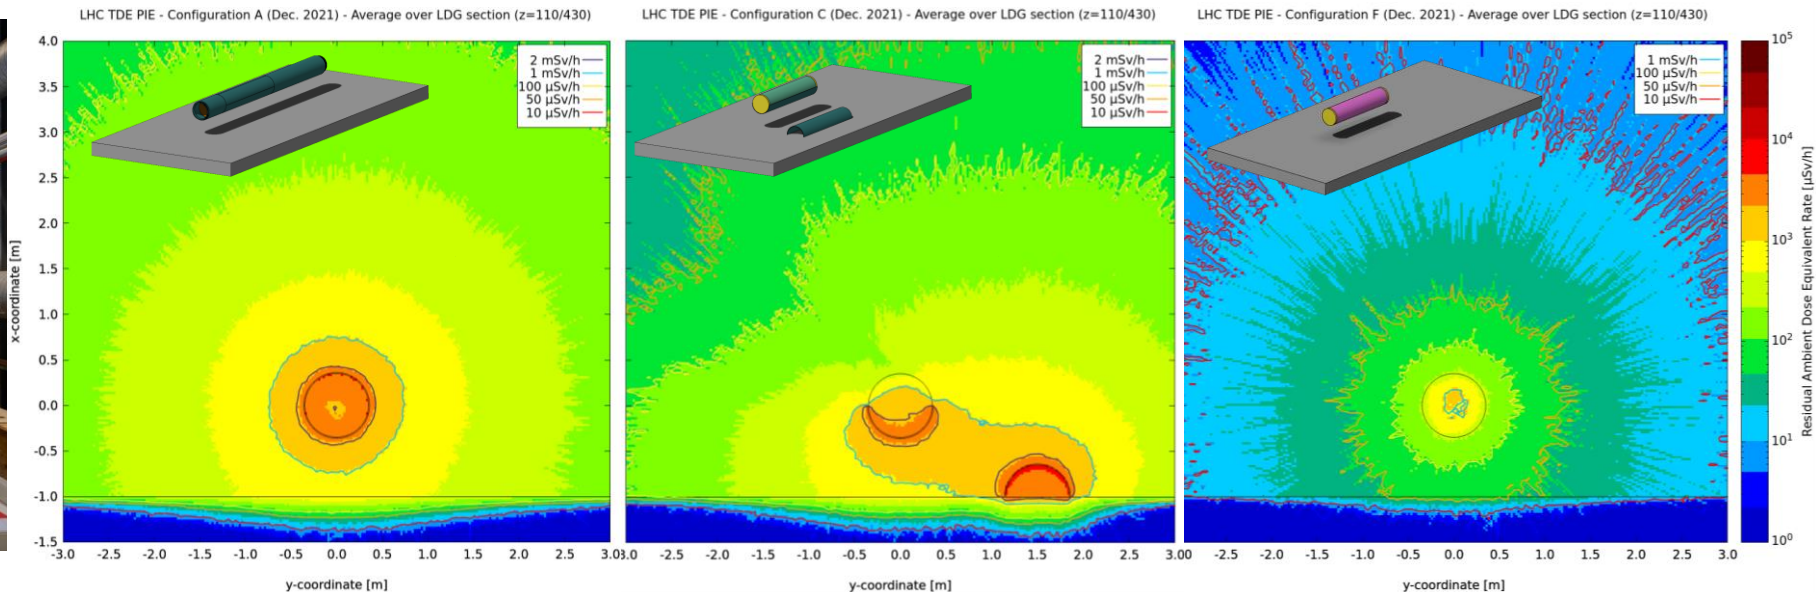 LHC TDE PIE - Configuration A (Dec. 2021) - Average over LDG section (z=110/430)
4.0
3.5
3.0
2.5
2.0
1.5
1.0
0.5
0.0
-0.5
-1.0
-1.5
x-coordinate [m]
2 mSv/h
1 mSv/h
100 µSv/h
50 µSv/h
10 µSv/h
-3.0 -2.5 -2.0 -1.5 -1.0 -0.5 0.0 0.5 1.0 1.5 2.0 2.5 3.0
y-coordinate [m]
LHC TDE PIE - Configuration C (Dec. 2021) - Average over LDG section (z=110/430)
2 mSv/h
1 mSv/h
100 µSv/h
50 µSv/h
10 µSv/h
-2.5 -2.0 -1.5 -1.0 -0.5 0.0 0.5 1.0 1.5 2.0 2.5 3.0
y-coordinate [m]
LHC TDE PIE - Configuration F (Dec. 2021) - Average over LDG section (z=110/430)
1 mSv/h
100 µSv/h
50 µSv/h
10 µSv/h
-2.5 -2.0 -1.5 -1.0 -0.5 0.0 0.5 1.0 1.5 2.0 2.5 3.0
y-coordinate [m]
10⁵
10⁴
10³
10²
10¹
10⁰
Residual Ambient Dose Equivalent Rate [µSv/h]